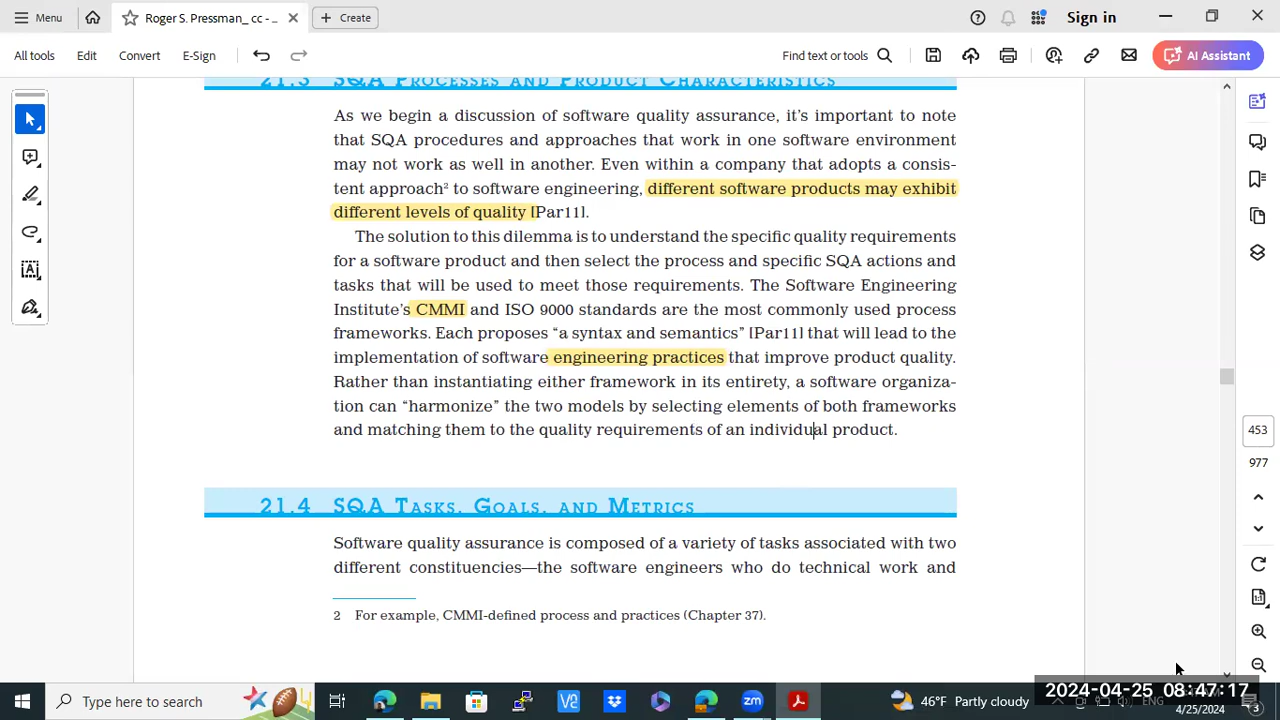 Menu
Roger S. Pressman_ cc - ...
Create
Sign in
All tools
Edit
Convert
E-Sign
Find text or tools
AI Assistant
21.3 SQA Processes and Product Characteristics
As we begin a discussion of software quality assurance, it's important to note
that SQA procedures and approaches that work in one software environment
may not work as well in another. Even within a company that adopts a consis-
tent approach2 to software engineering, different software products may exhibit
different levels of quality [Par11].
The solution to this dilemma is to understand the specific quality requirements
for a software product and then select the process and specific SQA actions and
tasks that will be used to meet those requirements. The Software Engineering
Institute's CMMI and ISO 9000 standards are the most commonly used process
frameworks. Each proposes “a syntax and semantics” [Par11] that will lead to the
implementation of software engineering practices that improve product quality.
Rather than instantiating either framework in its entirety, a software organiza-
tion can “harmonize” the two models by selecting elements of both frameworks
and matching them to the quality requirements of an individual product.
453
977
21.4 SQA Tasks, Goals, and Metrics
Software quality assurance is composed of a variety of tasks associated with two
different constituencies—the software engineers who do technical work and
2 For example, CMMI-defined process and practices (Chapter 37).
Type here to search
V2
zm
46°F Partly cloudy
ENG
2024-04-25 08:47:17
4/25/2024
3